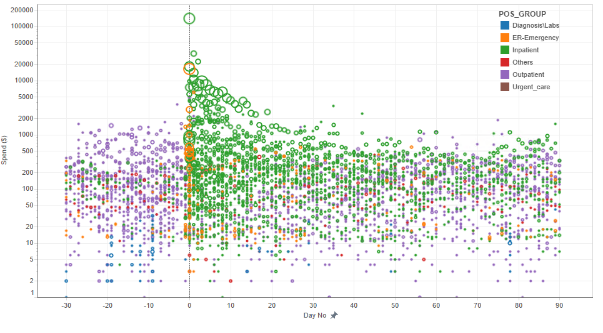 POS_GROUP
Diagnosis\Labs
ER-Emergency
Inpatient
Others
Outpatient
Urgent_care
Spend ($)
200000
100000
50000
20000
10000
5000
2000
1000
500
200
100
50
20
10
5
2
1
-30 -20 -10 0 10 20 30 40 50 60 70 80 90
Day No